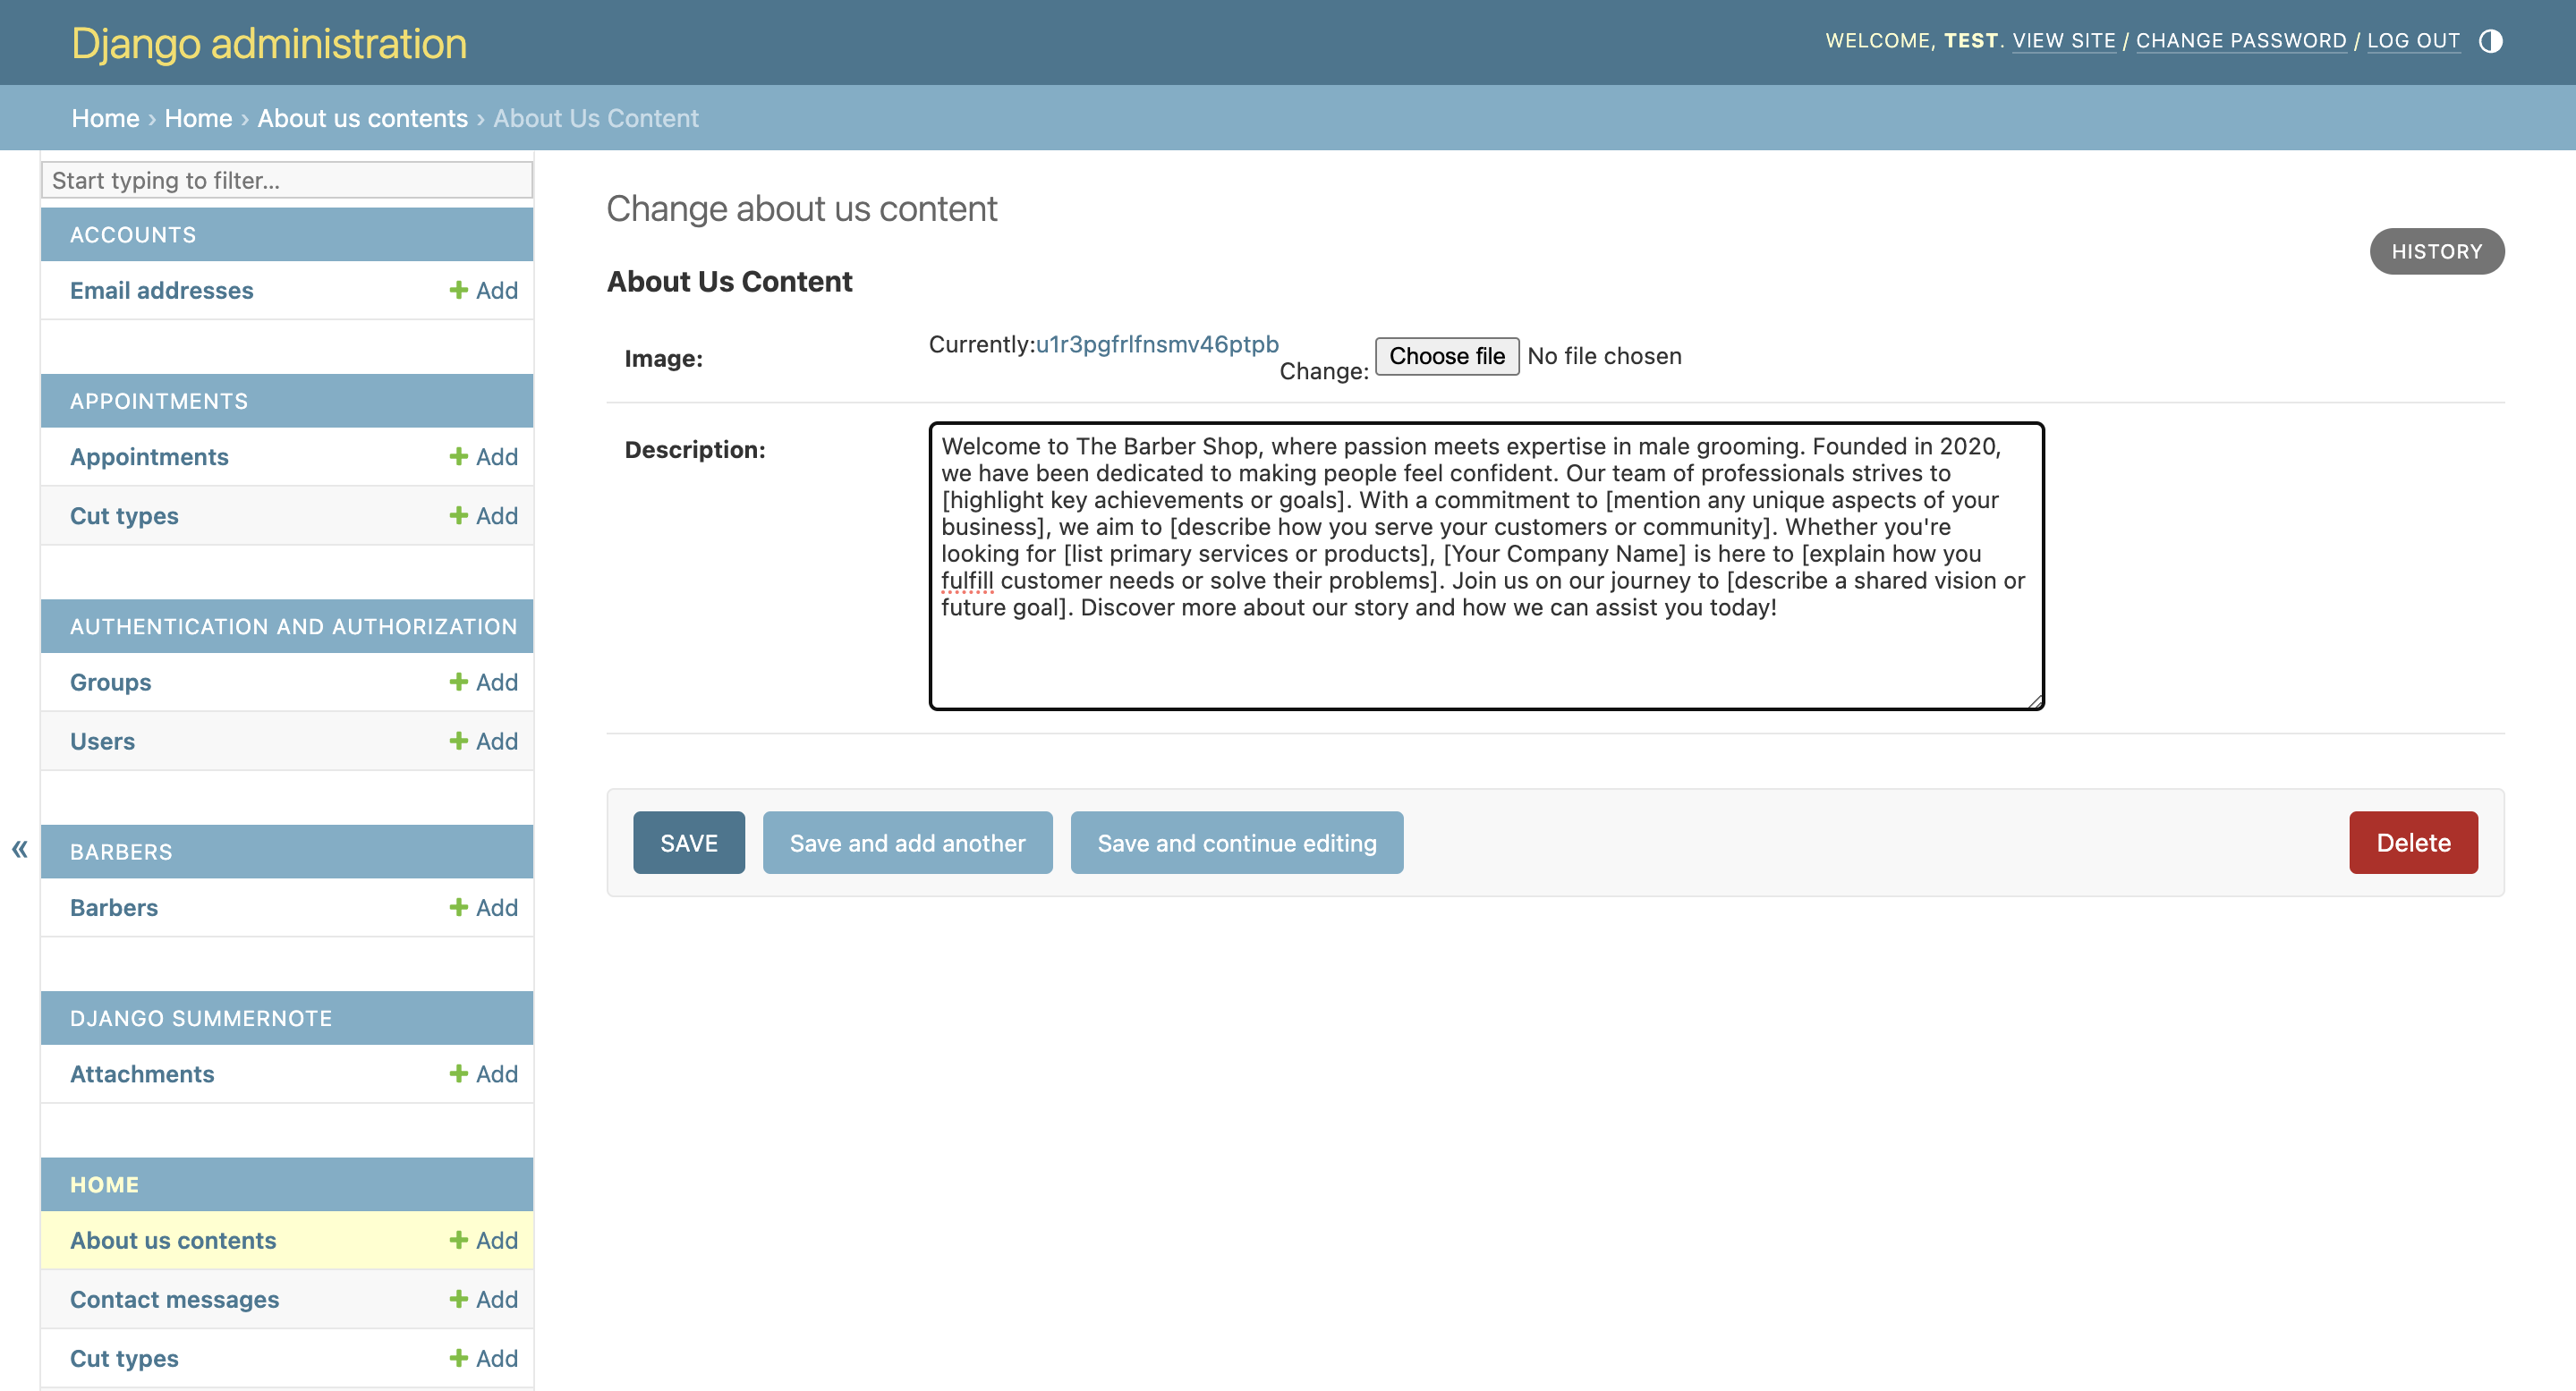 Django administration
WELCOME, TEST. VIEW SITE / CHANGE PASSWORD / LOG OUT
Home › Home › About us contents › About Us Content
Start typing to filter...
ACCOUNTS
Email addresses + Add
APPOINTMENTS
Appointments + Add
Cut types + Add
AUTHENTICATION AND AUTHORIZATION
Groups + Add
Users + Add
«
BARBERS
Barbers + Add
DJANGO SUMMERNOTE
Attachments + Add
HOME
About us contents + Add
Contact messages + Add
Cut types + Add
Change about us content
HISTORY
About Us Content
Image:
Currently:u1r3pgfrlfnsmv46ptpb
Change: Choose file No file chosen
Description:
Welcome to The Barber Shop, where passion meets expertise in male grooming. Founded in 2020,
we have been dedicated to making people feel confident. Our team of professionals strives to
[highlight key achievements or goals]. With a commitment to [mention any unique aspects of your
business], we aim to [describe how you serve your customers or community]. Whether you're
looking for [list primary services or products], [Your Company Name] is here to [explain how you
fulfill customer needs or solve their problems]. Join us on our journey to [describe a shared vision or
future goal]. Discover more about our story and how we can assist you today!
SAVE
Save and add another
Save and continue editing
Delete